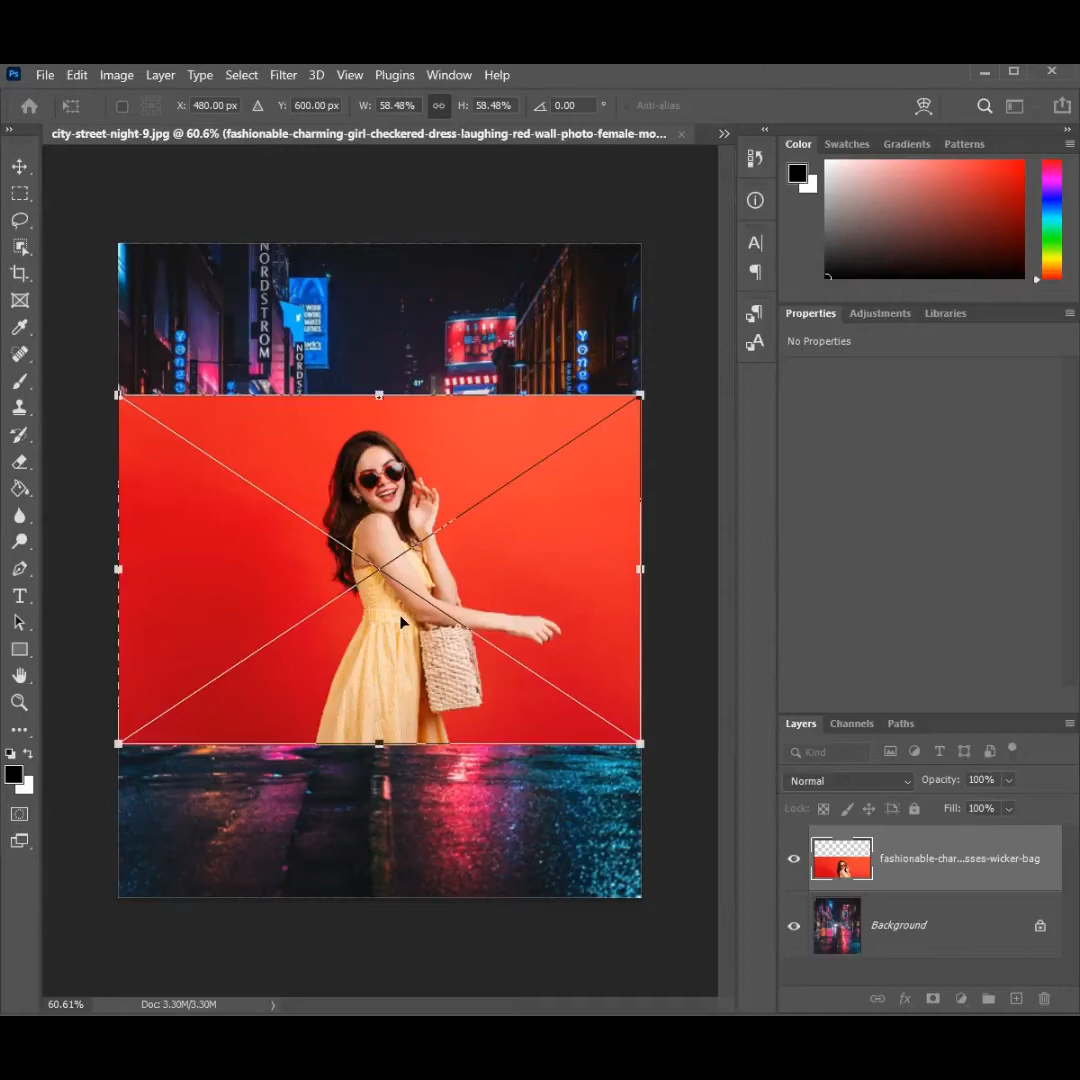 Ps File Edit Image Layer Type Select Filter 3D View Plugins Window Help
X: 480.00 px Y: 600.00 px W: 58.48% H: 58.48% 0.00 ° Anti-alias
city-street-night-9.jpg @ 60.6% (fashionable-charming-girl-checkered-dress-laughing-red-wall-photo-female-mo...
Color Swatches Gradients Patterns
NORDSTROM
NORDS
Yonge
Yonge
Properties Adjustments Libraries
No Properties
Layers Channels Paths
Kind
Normal Opacity: 100%
Lock: Fill: 100%
fashionable-char...sses-wicker-bag
Background
60.61% Doc: 3.30M/3.30M